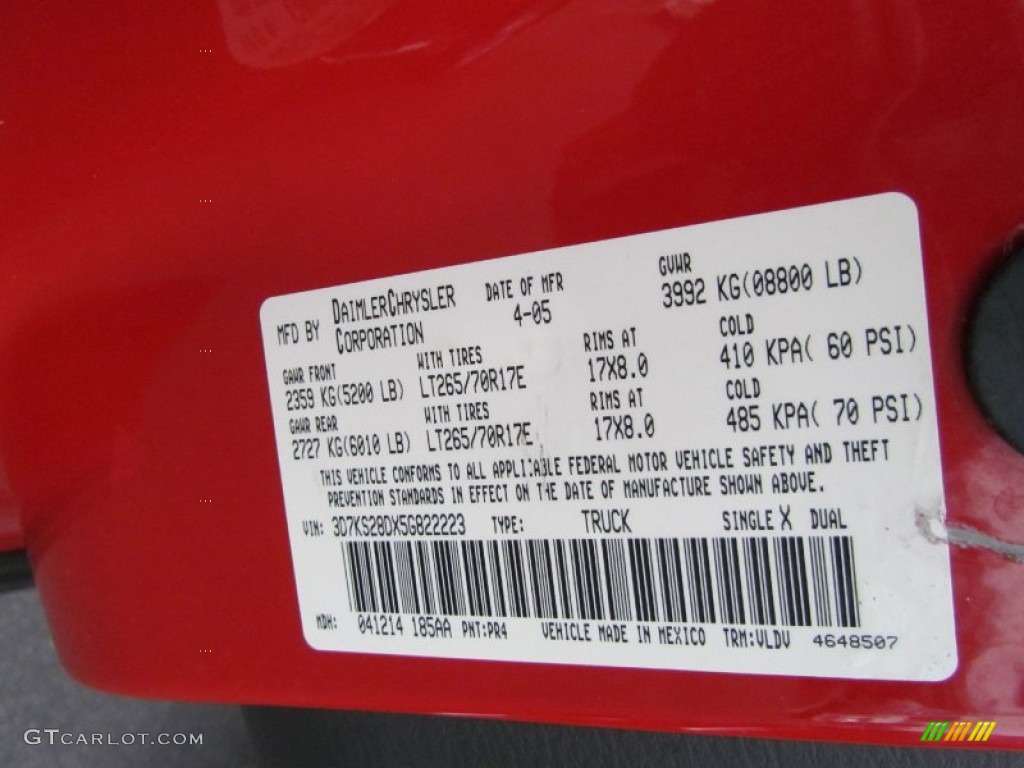 MFD BY DAIMLERCHRYSLER CORPORATION DATE OF MFR 4-05 GVWR 3992 KG(08800 LB)
GAWR FRONT WITH TIRES RIMS AT COLD
2359 KG(5200 LB) LT265/70R17E 17X8.0 410 KPA( 60 PSI)
GAWR REAR WITH TIRES RIMS AT COLD
2727 KG(6010 LB) LT265/70R17E 17X8.0 485 KPA( 70 PSI)
THIS VEHICLE CONFORMS TO ALL APPLICABLE FEDERAL MOTOR VEHICLE SAFETY AND THEFT
PREVENTION STANDARDS IN EFFECT ON THE DATE OF MANUFACTURE SHOWN ABOVE.
VIN: 3D7KS28DX5G822223 TYPE: TRUCK SINGLE X DUAL
MDH: 041214 185AA PNT:PR4 VEHICLE MADE IN MEXICO TRM:VLDV 4648507
GTCARLOT.COM